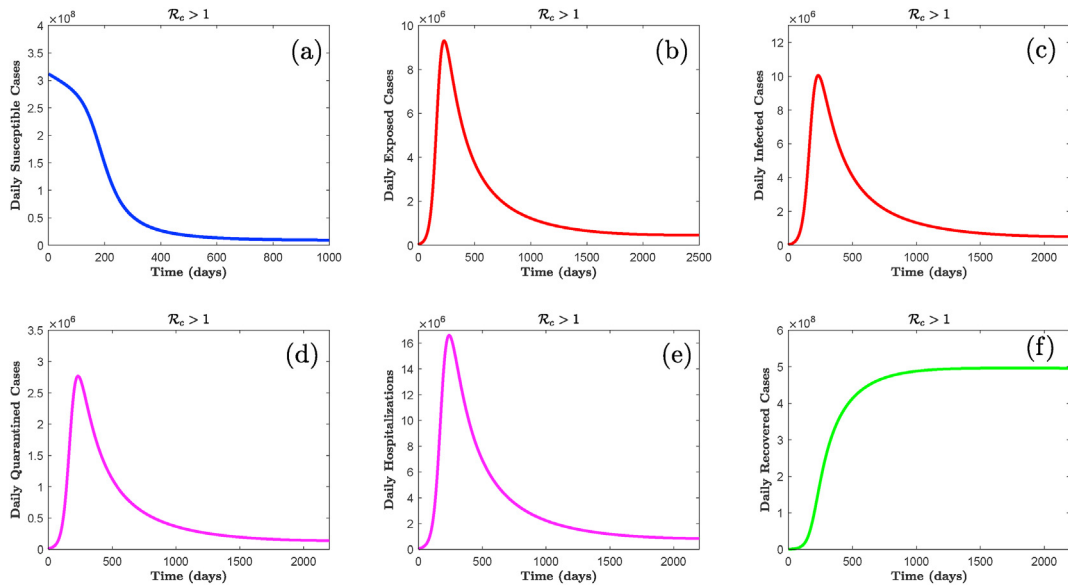 ℛc > 1
×10⁸
(a)
4
3.5
3
2.5
2
1.5
1
0.5
0
Daily Susceptible Cases
0 200 400 600 800 1000
Time (days)
ℛc > 1
×10⁶
(b)
10
8
6
4
2
0
Daily Exposed Cases
0 500 1000 1500 2000 2500
Time (days)
ℛc > 1
×10⁶
(c)
12
10
8
6
4
2
0
Daily Infected Cases
0 500 1000 1500 2000
Time (days)
ℛc > 1
×10⁶
(d)
3.5
3
2.5
2
1.5
1
0.5
0
Daily Quarantined Cases
0 500 1000 1500 2000
Time (days)
ℛc > 1
×10⁶
(e)
16
14
12
10
8
6
4
2
0
Daily Hospitalizations
0 500 1000 1500 2000
Time (days)
ℛc > 1
×10⁸
(f)
6
5
4
3
2
1
0
Daily Recovered Cases
0 500 1000 1500 2000
Time (days)